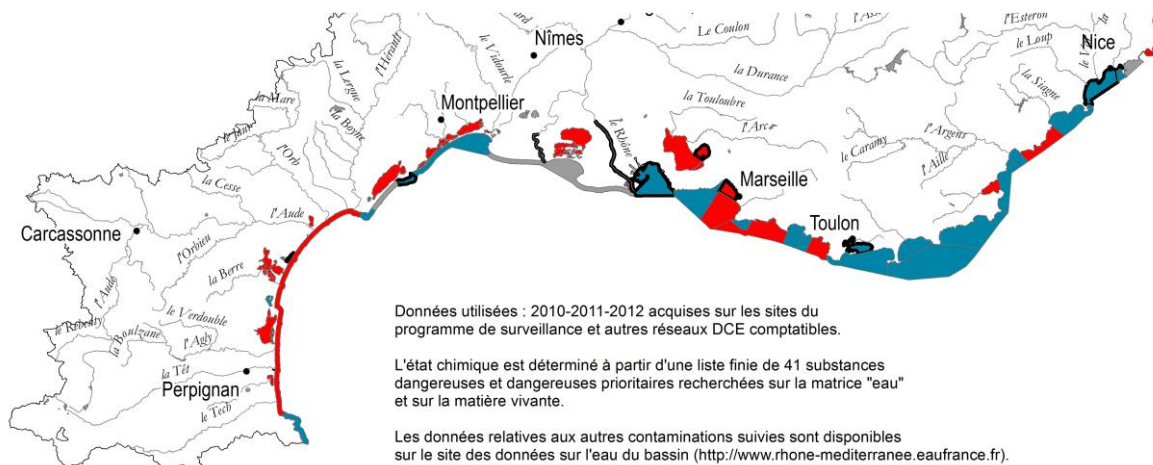 Nîmes
Le Coulon
l'Esteron
le Loup
Nice
l'Hérault
le Vidourle
la Durance
la Lergue
la Siagne
la Mare
Montpellier
la Touloubre
la Boyne
le Jaur
le Rhône
l'Arc
l'Argens
l'Orb
le Caramy
l'Aille
la Cesse
Marseille
l'Aude
Toulon
Carcassonne
l'Orbieu
la Berre
l'Aude
le Verdouble
le Rebenty
la Boulzane
l'Agly
la Têt
Perpignan
le Tech
Données utilisées : 2010-2011-2012 acquises sur les sites du
programme de surveillance et autres réseaux DCE comptatibles.
L'état chimique est déterminé à partir d'une liste finie de 41 substances
dangereuses et dangereuses prioritaires recherchées sur la matrice "eau"
et sur la matière vivante.
Les données relatives aux autres contaminations suivies sont disponibles
sur le site des données sur l'eau du bassin (http://www.rhone-mediterranee.eaufrance.fr).